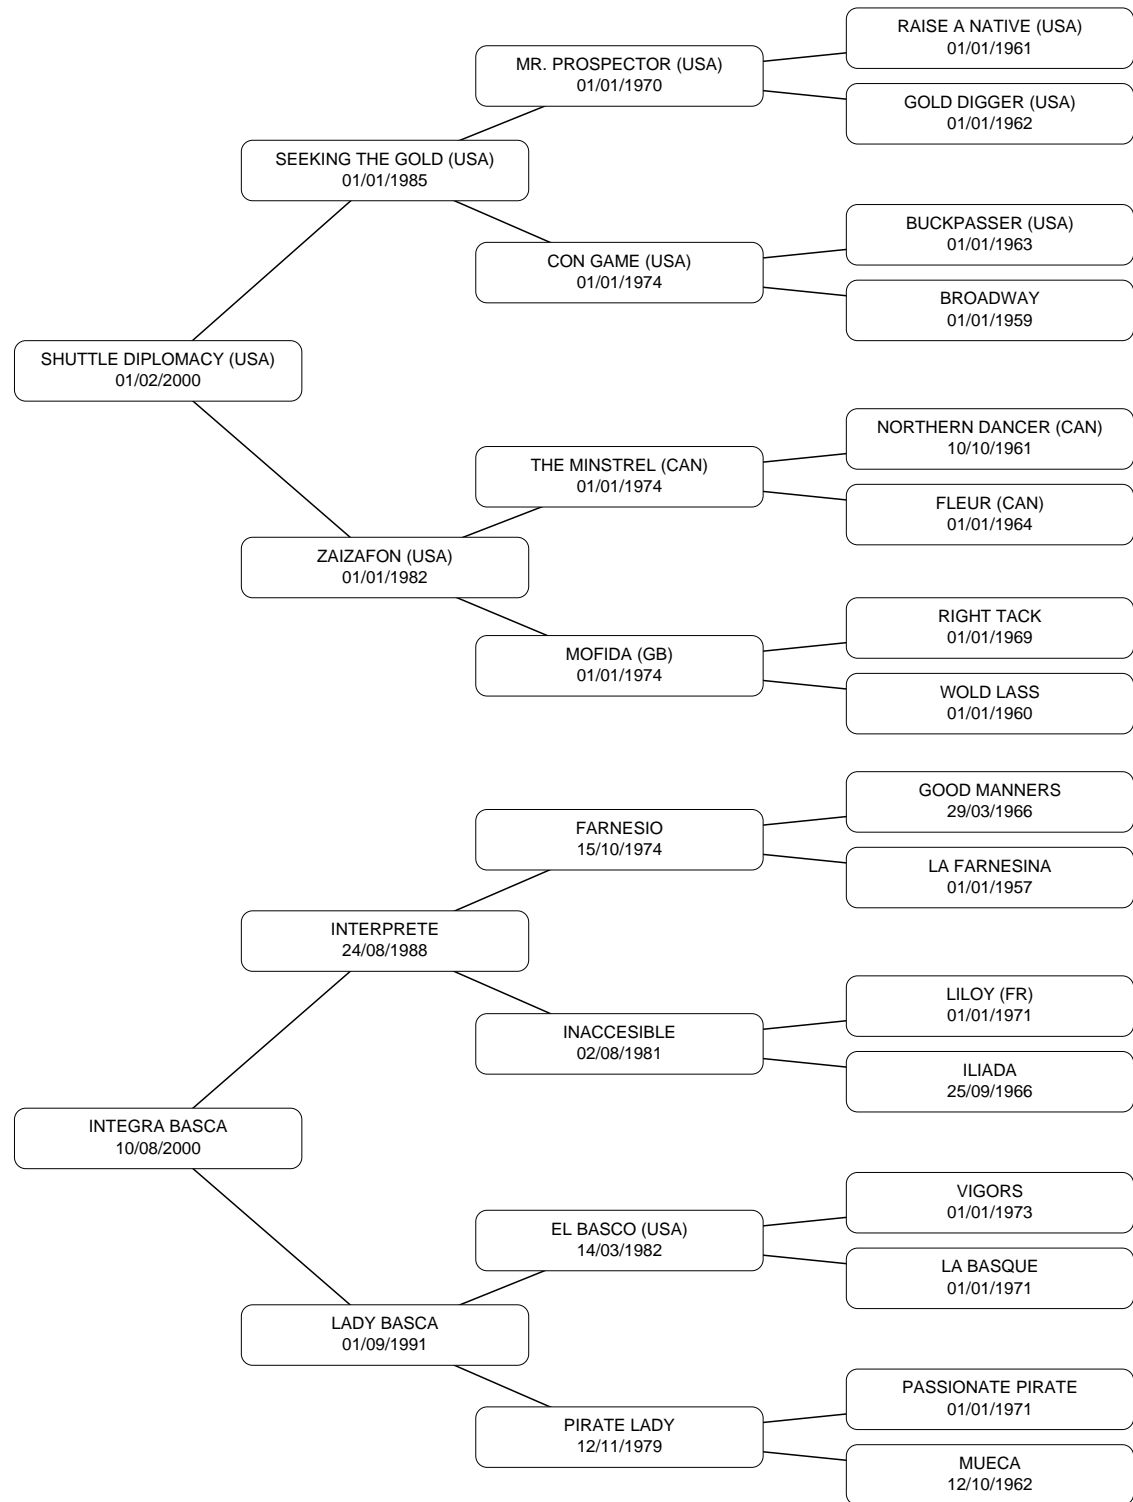 RAISE A NATIVE (USA)
01/01/1961
MR. PROSPECTOR (USA)
01/01/1970
GOLD DIGGER (USA)
01/01/1962
SEEKING THE GOLD (USA)
01/01/1985
BUCKPASSER (USA)
01/01/1963
CON GAME (USA)
01/01/1974
BROADWAY
01/01/1959
SHUTTLE DIPLOMACY (USA)
01/02/2000
NORTHERN DANCER (CAN)
10/10/1961
THE MINSTREL (CAN)
01/01/1974
FLEUR (CAN)
01/01/1964
ZAIZAFON (USA)
01/01/1982
RIGHT TACK
01/01/1969
MOFIDA (GB)
01/01/1974
WOLD LASS
01/01/1960
GOOD MANNERS
29/03/1966
FARNESIO
15/10/1974
LA FARNESINA
01/01/1957
INTERPRETE
24/08/1988
LILOY (FR)
01/01/1971
INACCESIBLE
02/08/1981
ILIADA
25/09/1966
INTEGRA BASCA
10/08/2000
VIGORS
01/01/1973
EL BASCO (USA)
14/03/1982
LA BASQUE
01/01/1971
LADY BASCA
01/09/1991
PASSIONATE PIRATE
01/01/1971
PIRATE LADY
12/11/1979
MUECA
12/10/1962